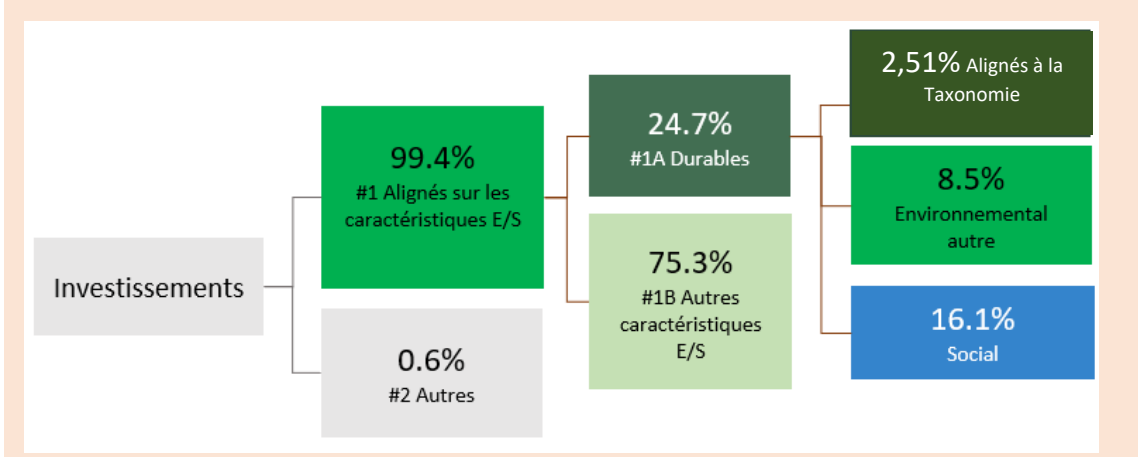 Investissements
99.4%
#1 Alignés sur les
caractéristiques E/S
0.6%
#2 Autres
24.7%
#1A Durables
75.3%
#1B Autres
caractéristiques
E/S
2,51% Alignés à la
Taxonomie
8.5%
Environnemental
autre
16.1%
Social